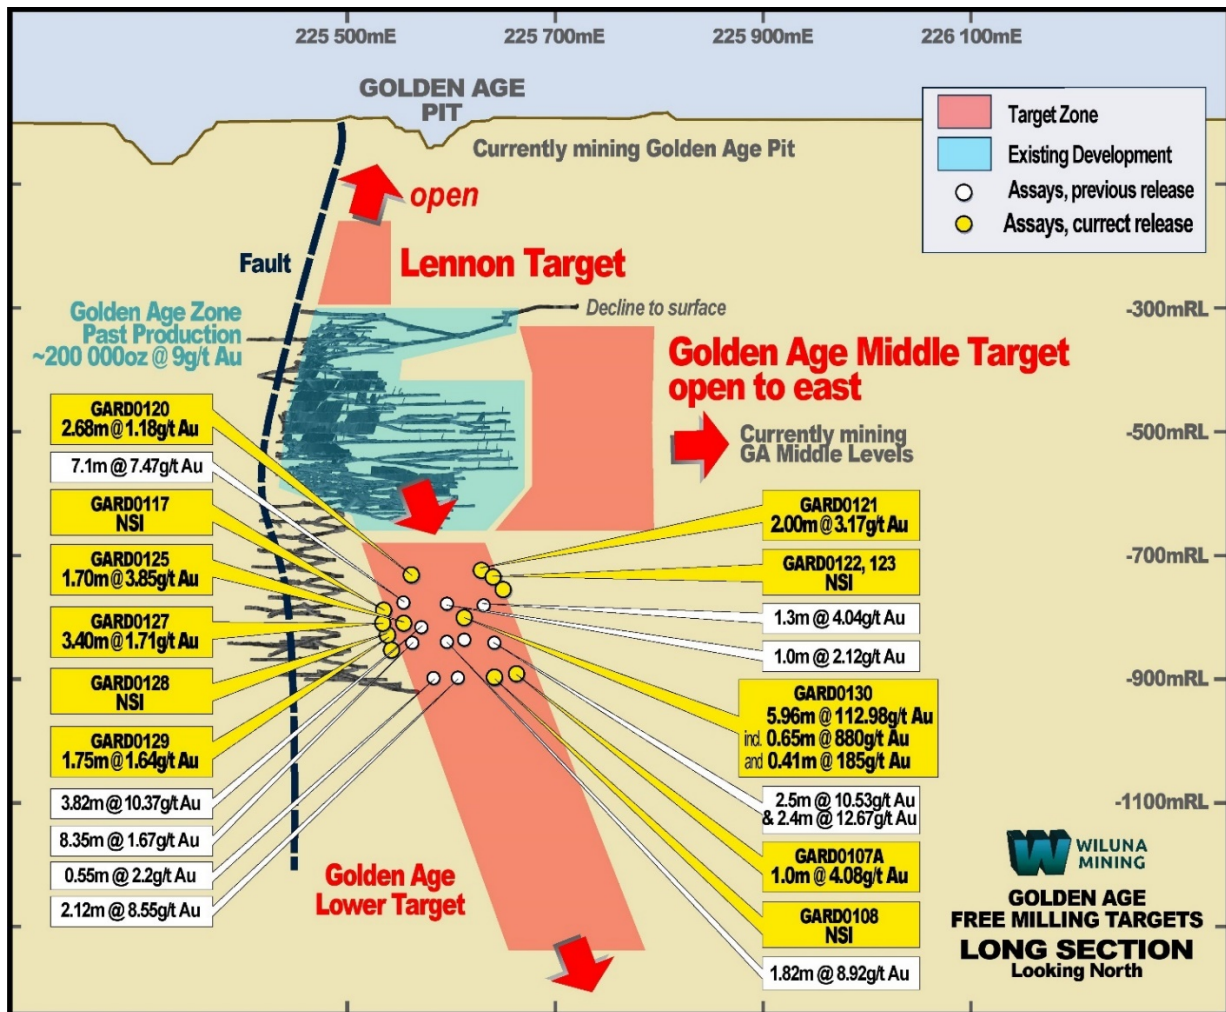 225 500mE
225 700mE
225 900mE
226 100mE
GOLDEN AGE
PIT
Currently mining Golden Age Pit
Target Zone
Existing Development
Assays, previous release
Assays, currect release
open
Fault
Lennon Target
Golden Age Zone
Past Production
~200 000oz @ 9g/t Au
Decline to surface
-300mRL
Golden Age Middle Target
open to east
Currently mining
GA Middle Levels
-500mRL
-700mRL
-900mRL
-1100mRL
GARD0120
2.68m @ 1.18g/t Au
7.1m @ 7.47g/t Au
GARD0117
NSI
GARD0125
1.70m @ 3.85g/t Au
GARD0127
3.40m @ 1.71g/t Au
GARD0128
NSI
GARD0129
1.75m @ 1.64g/t Au
3.82m @ 10.37g/t Au
8.35m @ 1.67g/t Au
0.55m @ 2.2g/t Au
2.12m @ 8.55g/t Au
GARD0121
2.00m @ 3.17g/t Au
GARD0122, 123
NSI
1.3m @ 4.04g/t Au
1.0m @ 2.12g/t Au
GARD0130
5.96m @ 112.98g/t Au
incl. 0.65m @ 880g/t Au
and 0.41m @ 185g/t Au
2.5m @ 10.53g/t Au
& 2.4m @ 12.67g/t Au
GARD0107A
1.0m @ 4.08g/t Au
GARD0108
NSI
1.82m @ 8.92g/t Au
Golden Age
Lower Target
WILUNA
MINING
GOLDEN AGE
FREE MILLING TARGETS
LONG SECTION
Looking North